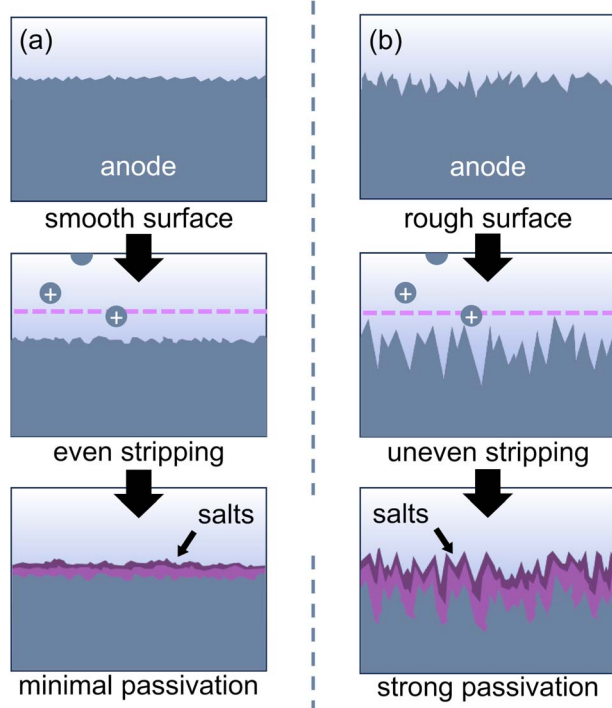 (a)
anode
smooth surface
+
+
even stripping
salts
minimal passivation
(b)
anode
rough surface
+
+
uneven stripping
salts
strong passivation